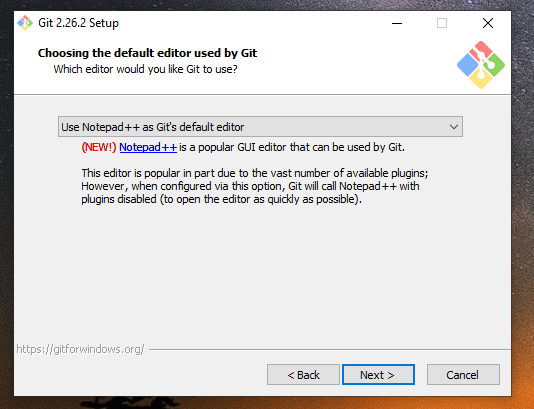 Git 2.26.2 Setup
Choosing the default editor used by Git
Which editor would you like Git to use?
Use Notepad++ as Git's default editor
(NEW!) Notepad++ is a popular GUI editor that can be used by Git.
This editor is popular in part due to the vast number of available plugins;
However, when configured via this option, Git will call Notepad++ with
plugins disabled (to open the editor as quickly as possible).
https://gitforwindows.org/
< Back
Next >
Cancel